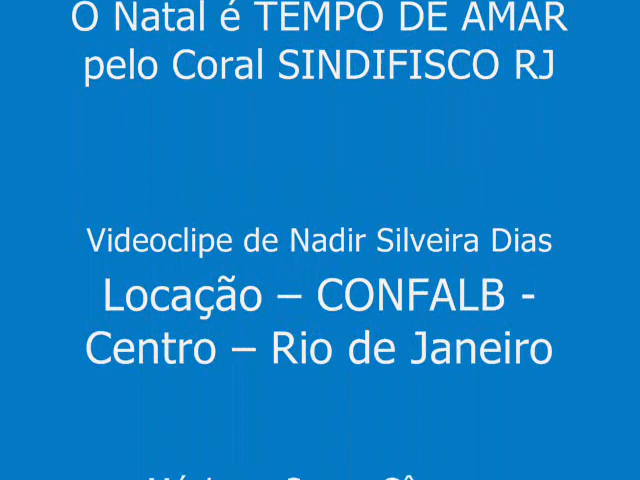 O Natal é TEMPO DE AMAR
pelo Coral SINDIFISCO RJ
Videoclipe de Nadir Silveira Dias
Locação – CONFALB -
Centro – Rio de Janeiro